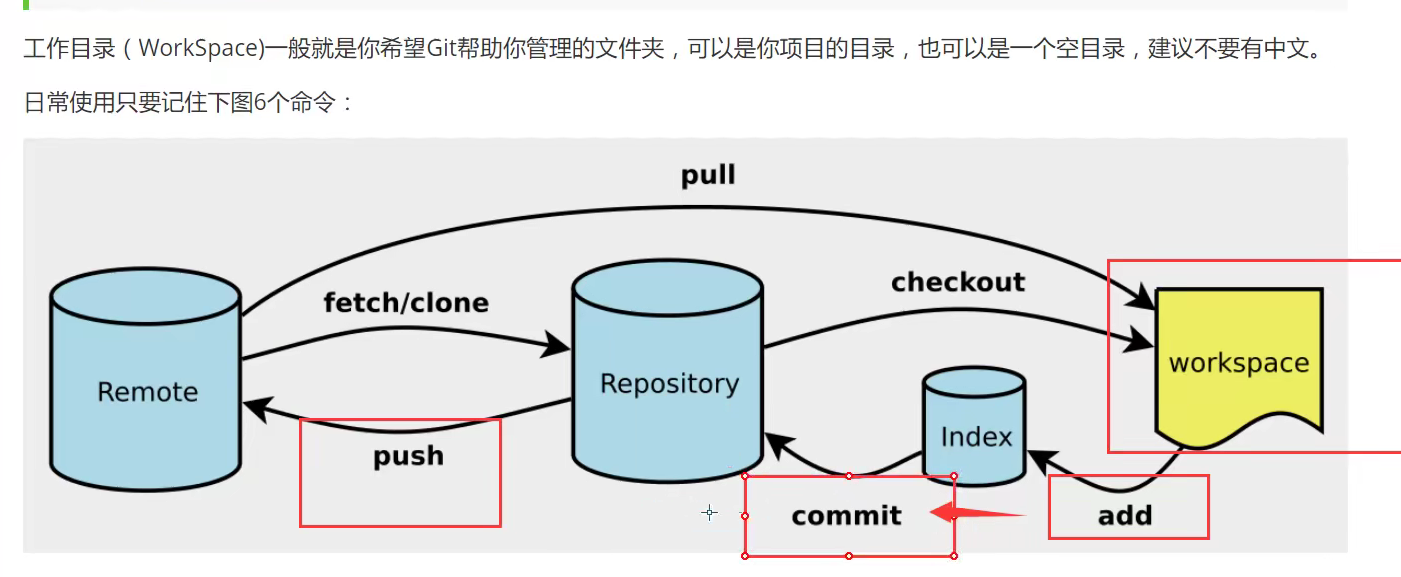 工作目录（WorkSpace)一般就是你希望Git帮助你管理的文件夹，可以是你项目的目录，也可以是一个空目录，建议不要有中文。
日常使用只要记住下图6个命令：
pull
fetch/clone
checkout
Remote
Repository
workspace
Index
push
commit
add